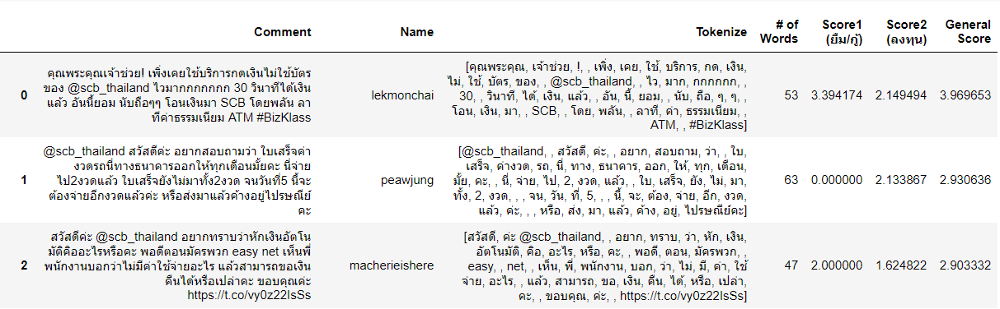 Comment Name Tokenize # of Words Score1 (ยืม/กู้) Score2 (ลงทุน) General Score
0
คุณพระคุณเจ้าช่วย! เพิ่งเคยใช้บริการกดเงินไม่ใช้บัตร
ของ @scb_thailand ไวมากกกกกกก 30 วินาทีได้เงิน
แล้ว อันนี้ยอม นับถือๆๆ โอนเงินมา SCB โดยพลัน ลา
ทีค่าธรรมเนียม ATM #BizKlass
lekmonchai
[คุณพระคุณ, เจ้าช่วย, !, , เพิ่ง, เคย, ใช้, บริการ, กด, เงิน,
ไม่, ใช้, บัตร, ของ, , @scb_thailand, , ไว, มาก, กกกกกก, ,
30, , วินาที, ได้, เงิน, แล้ว, , อัน, นี้, ยอม, , นับ, ถือ, ๆ, ๆ, ,
โอน, เงิน, มา, , SCB, , โดย, พลัน, , ลาที, ค่า, ธรรมเนียม, ,
ATM, , #BizKlass]
53 3.394174 2.149494 3.969653
1
@scb_thailand สวัสดีค่ะ อยากสอบถามว่า ใบเสร็จค่า
งวดรถนี่ทางธนาคารออกให้ทุกเดือนมั้ยคะ นี่จ่าย
ไป2งวดแล้ว ใบเสร็จยังไม่มาทั้ง2งวด จนวันที่5 นี้จะ
ต้องจ่ายอีกงวดแล้วค่ะ หรือส่งมาแล้วค้างอยู่ไปรษณีย์
คะ
peawjung
[@scb_thailand, , สวัสดี, ค่ะ, , อยาก, สอบถาม, ว่า, , ใบ,
เสร็จ, ค่างวด, รถ, นี่, ทาง, ธนาคาร, ออก, ให้, ทุก, เดือน,
มั้ย, คะ, , นี่, จ่าย, ไป, 2, งวด, แล้ว, , ใบ, เสร็จ, ยัง, ไม่, มา,
ทั้ง, 2, งวด, , , จน, วัน, ที่, 5, , , นี้, จะ, ต้อง, จ่าย, อีก, งวด,
แล้ว, ค่ะ, , , หรือ, ส่ง, มา, แล้ว, ค้าง, อยู่, ไปรษณีย์คะ]
63 0.000000 2.133867 2.930636
2
สวัสดีค่ะ @scb_thailand อยากทราบว่าหักเงินอัตโน
มัติคืออะไรหรือคะ พอดีตอนมัครพวก easy net เห็นพี่
พนักงานบอกว่าไม่มีค่าใช้จ่ายอะไร แล้วสามารถขอเงิน
คืนได้หรือเปล่าคะ ขอบคุณค่ะ
https://t.co/vy0z22IsSs
macherieishere
[สวัสดี, ค่ะ @scb_thailand, , อยาก, ทราบ, ว่า, หัก, เงิน,
อัตโนมัติ, คือ, อะไร, หรือ, คะ, , พอดี, ตอน, มัครพวก, ,
easy, , net, , เห็น, พี่, พนักงาน, บอก, ว่า, ไม่, มี, ค่า, ใช้
จ่าย, อะไร, , แล้ว, สามารถ, ขอ, เงิน, คืน, ได้, หรือ, เปล่า,
คะ, , ขอบคุณ, ค่ะ, , https://t.co/vy0z22IsSs]
47 2.000000 1.624822 2.903332